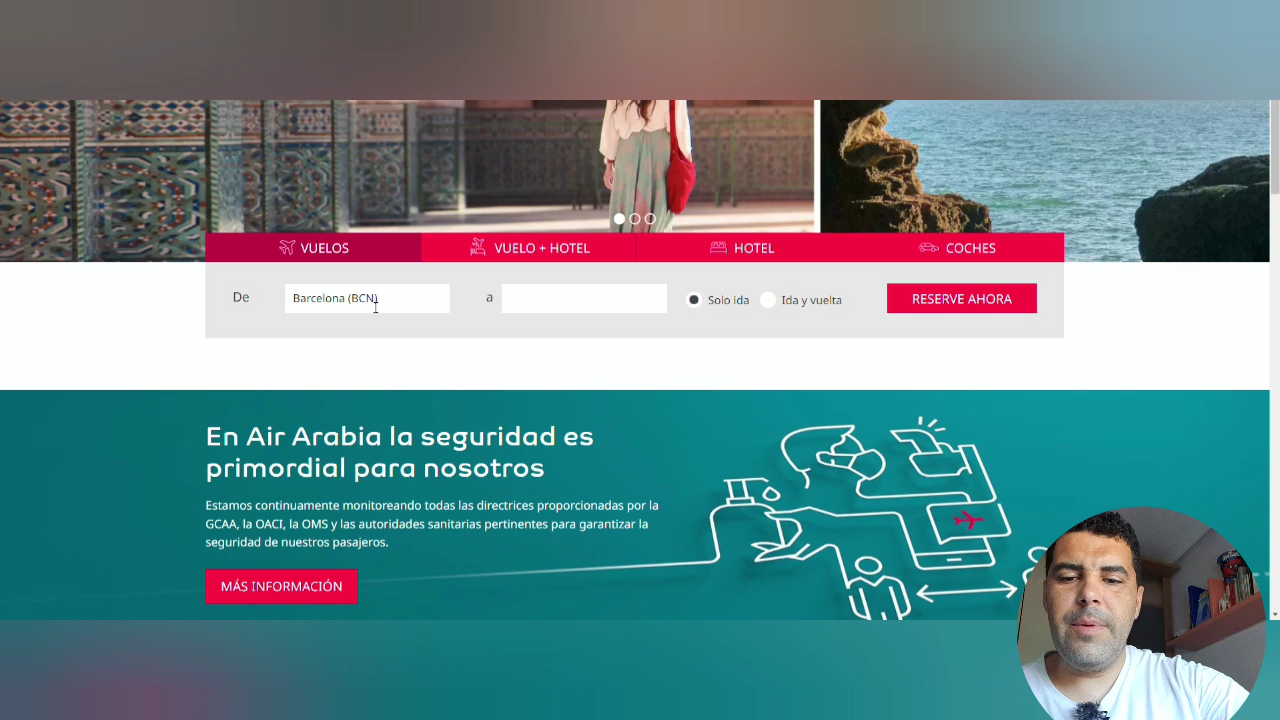 VUELOS
VUELO + HOTEL
HOTEL
COCHES
De
Barcelona (BCN)
a
Solo ida
Ida y vuelta
RESERVE AHORA
En Air Arabia la seguridad es
primordial para nosotros
Estamos continuamente monitoreando todas las directrices proporcionadas por la
GCAA, la OACI, la OMS y las autoridades sanitarias pertinentes para garantizar la
seguridad de nuestros pasajeros.
MÁS INFORMACIÓN